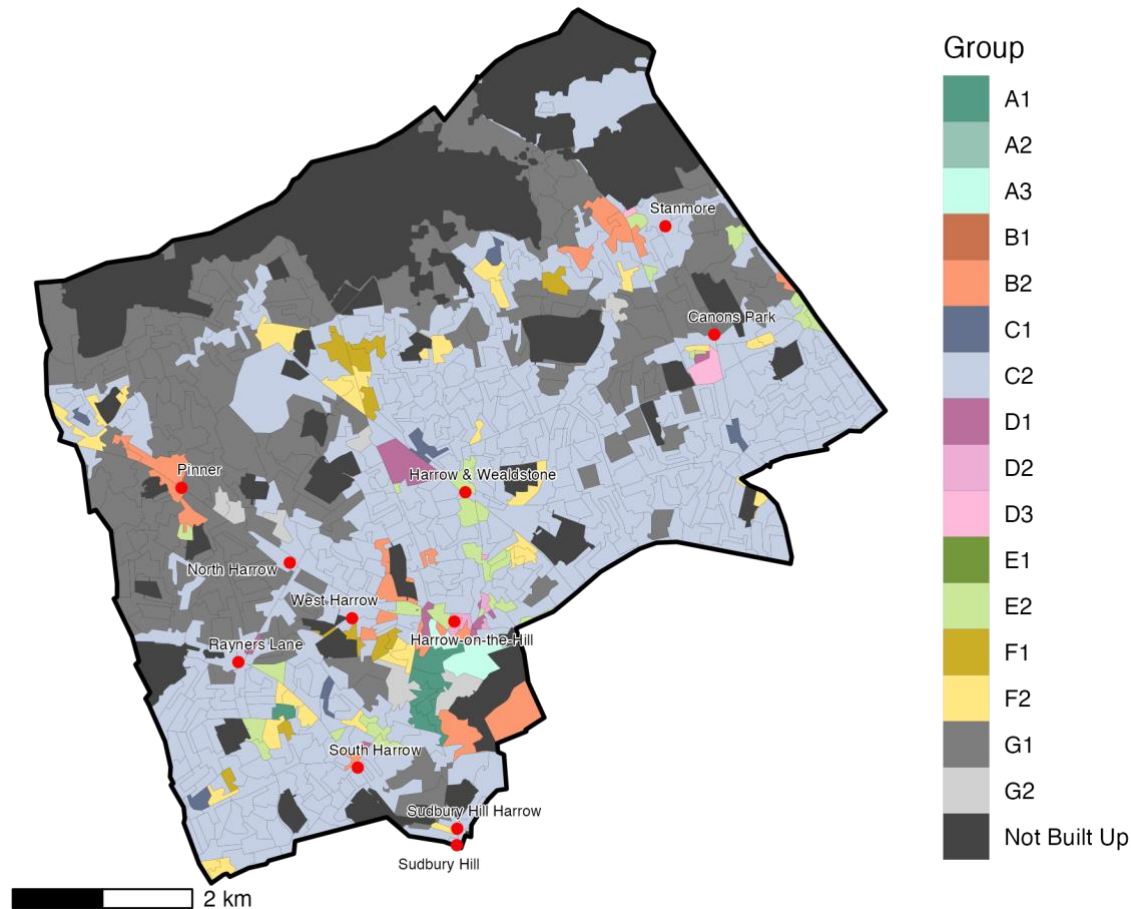 Group
A1
A2
A3
B1
B2
C1
C2
D1
D2
D3
E1
E2
F1
F2
G1
G2
Not Built Up
Stanmore
Canons Park
Pinner
Harrow & Wealdstone
North Harrow
West Harrow
Rayners Lane
Harrow-on-the-Hill
South Harrow
Sudbury Hill Harrow
Sudbury Hill
2 km